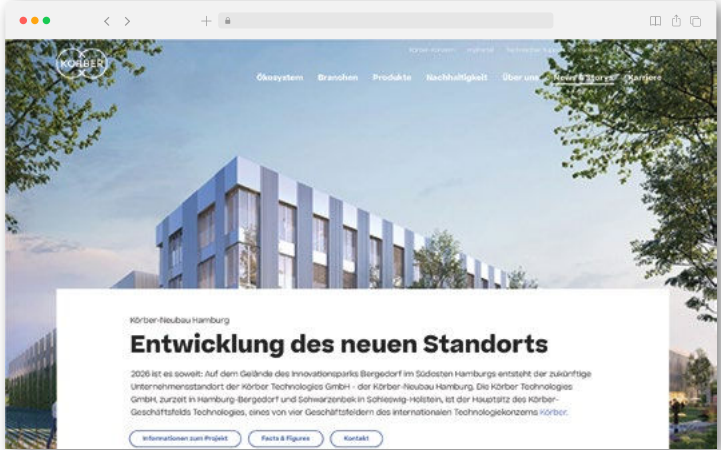 KÖRBER
Körber-Konzern myKonti
Ökosystem Branchen Produkte Nachhaltigkeit Über uns News & Storys Karriere
Körber-Neubau Hamburg
Entwicklung des neuen Standorts
2026 ist es soweit: Auf dem Gelände des Innovationsparks Bergedorf im Südosten Hamburgs entsteht der zukünftige
Unternehmensstandort der Körber Technologies GmbH - der Körber-Neubau Hamburg. Die Körber Technologies
GmbH, zurzeit in Hamburg-Bergedorf und Schwarzenbek in Schleswig-Holstein, ist der Hauptsitz des Körber-
Geschäftsfelds Technologies, eines von vier Geschäftsfeldern des internationalen Technologiekonzerns Körber.
Informationen zum Projekt Facts & Figures Kontakt